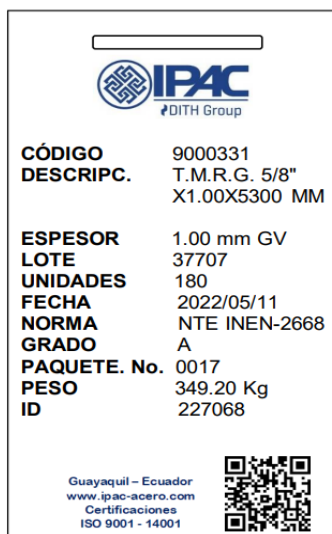 IPAC
DITH Group
CÓDIGO 9000331
DESCRIPC. T.M.R.G. 5/8"
X1.00X5300 MM
ESPESOR 1.00 mm GV
LOTE 37707
UNIDADES 180
FECHA 2022/05/11
NORMA NTE INEN-2668
GRADO A
PAQUETE. No. 0017
PESO 349.20 Kg
ID 227068
Guayaquil – Ecuador
www.ipac-acero.com
Certificaciones
ISO 9001 - 14001